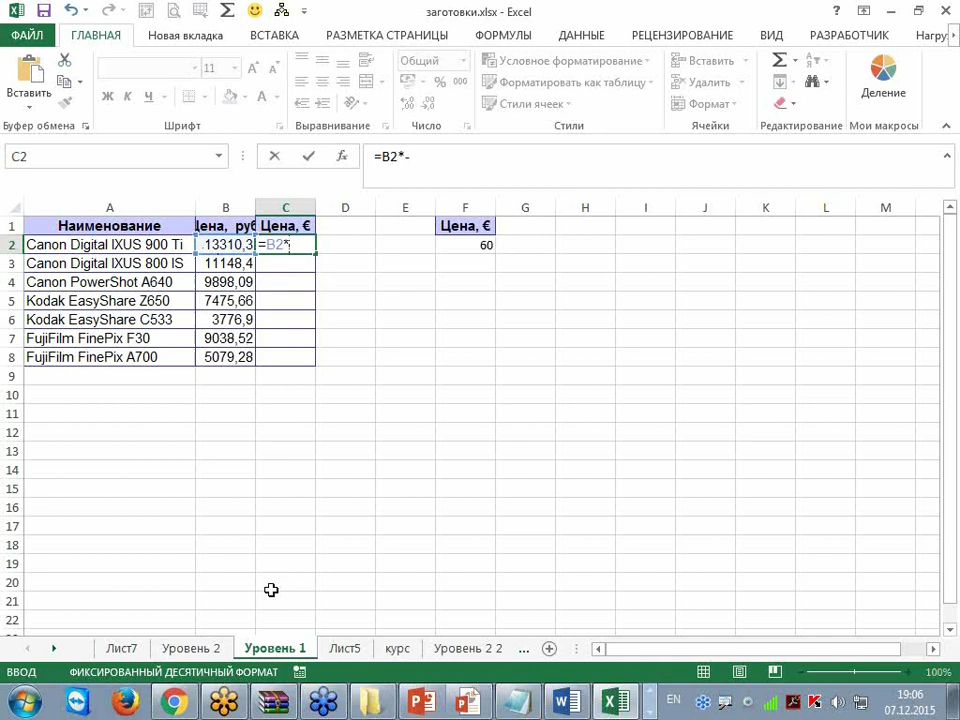 заготовки.xlsx - Excel
ФАЙЛ ГЛАВНАЯ Новая вкладка ВСТАВКА РАЗМЕТКА СТРАНИЦЫ ФОРМУЛЫ ДАННЫЕ РЕЦЕНЗИРОВАНИЕ ВИД РАЗРАБОТЧИК Нагру
11 Общий Условное форматирование Вставить
Вставить Ж К Ч A % 000 Форматировать как таблицу Удалить Деление
Стили ячеек Формат
Буфер обмена Шрифт Выравнивание Число Стили Ячейки Редактирование Мои макросы
C2 fx =B2*-
A B C D E F G H I J K L M
1 Наименование Цена, руб Цена, € Цена, €
2 Canon Digital IXUS 900 Ti 13310,3 =B2* 60
3 Canon Digital IXUS 800 IS 11148,4
4 Canon PowerShot A640 9898,09
5 Kodak EasyShare Z650 7475,66
6 Kodak EasyShare C533 3776,9
7 FujiFilm FinePix F30 9038,52
8 FujiFilm FinePix A700 5079,28
9
10
11
12
13
14
15
16
17
18
19
20
21
22
Лист7 Уровень 2 Уровень 1 Лист5 курс Уровень 2 2 ...
ВВОД ФИКСИРОВАННЫЙ ДЕСЯТИЧНЫЙ ФОРМАТ 100%
EN 19:06
07.12.2015